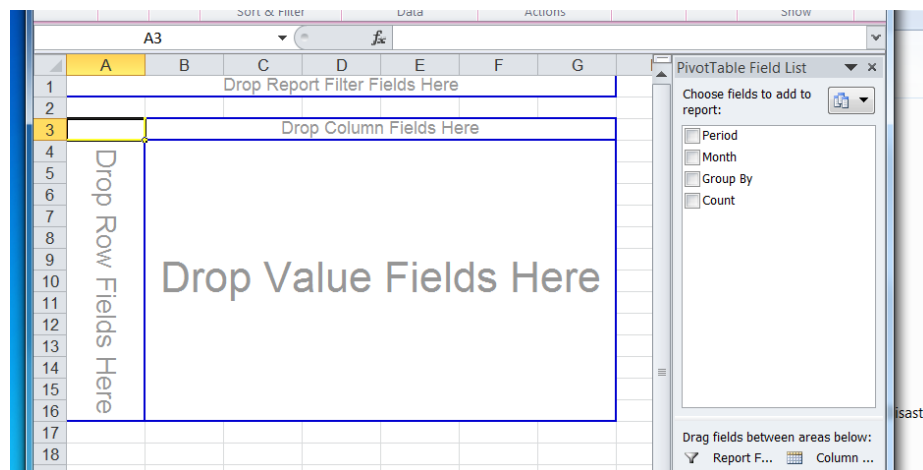 Sort & Filter Data Actions Show
A3 fx
A B C D E F G
PivotTable Field List
1 Drop Report Filter Fields Here
Choose fields to add to
report:
2
3 Drop Column Fields Here
Period
4
Month
5
Group By
6
Count
7
8
9
Drop Row Fields Here
Drop Value Fields Here
10
11
12
13
14
15
16
isast
17
Drag fields between areas below:
18
Report F... Column ...